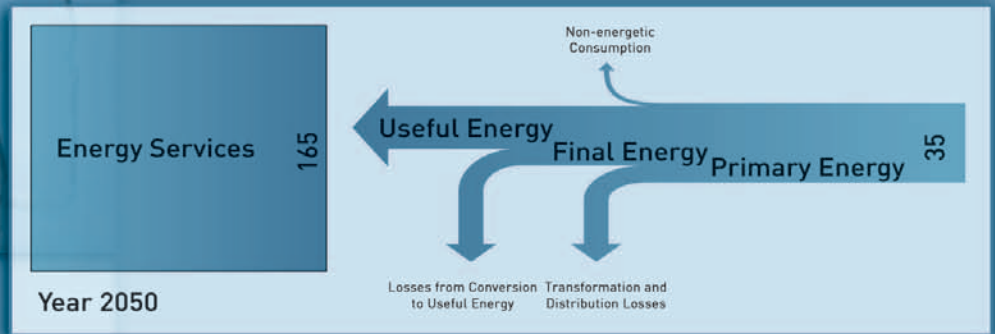 Non-energetic
Consumption
Energy Services
165
Useful Energy
Final Energy
Primary Energy
35
Losses from Conversion
to Useful Energy
Transformation and
Distribution Losses
Year 2050